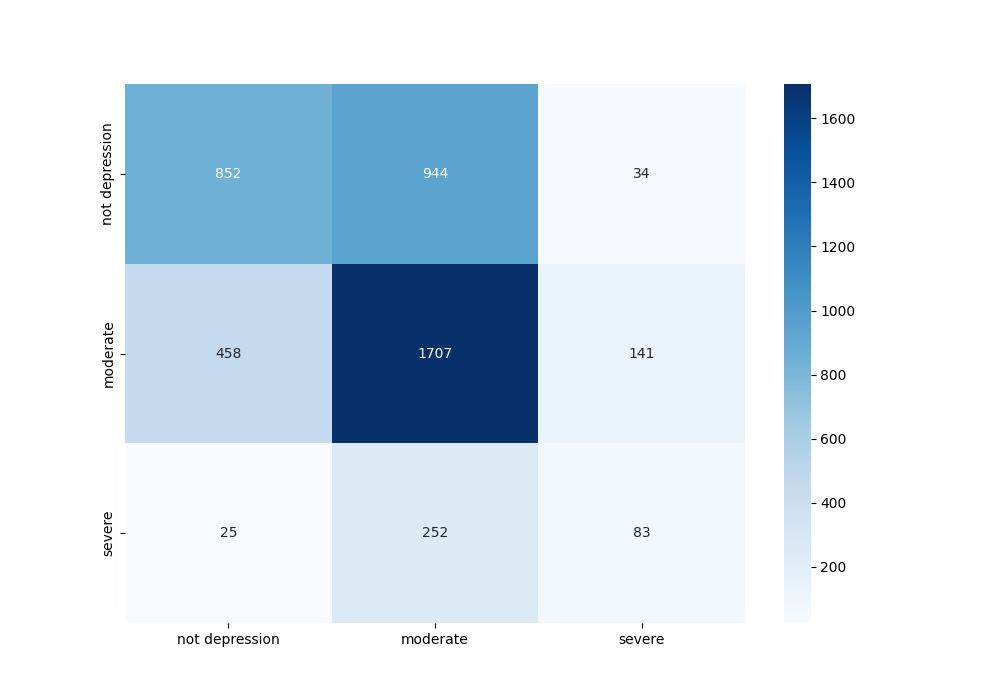 not depression
852 944 34
moderate
458 1707 141
severe
25 252 83
not depression moderate severe
1600
1400
1200
1000
800
600
400
200